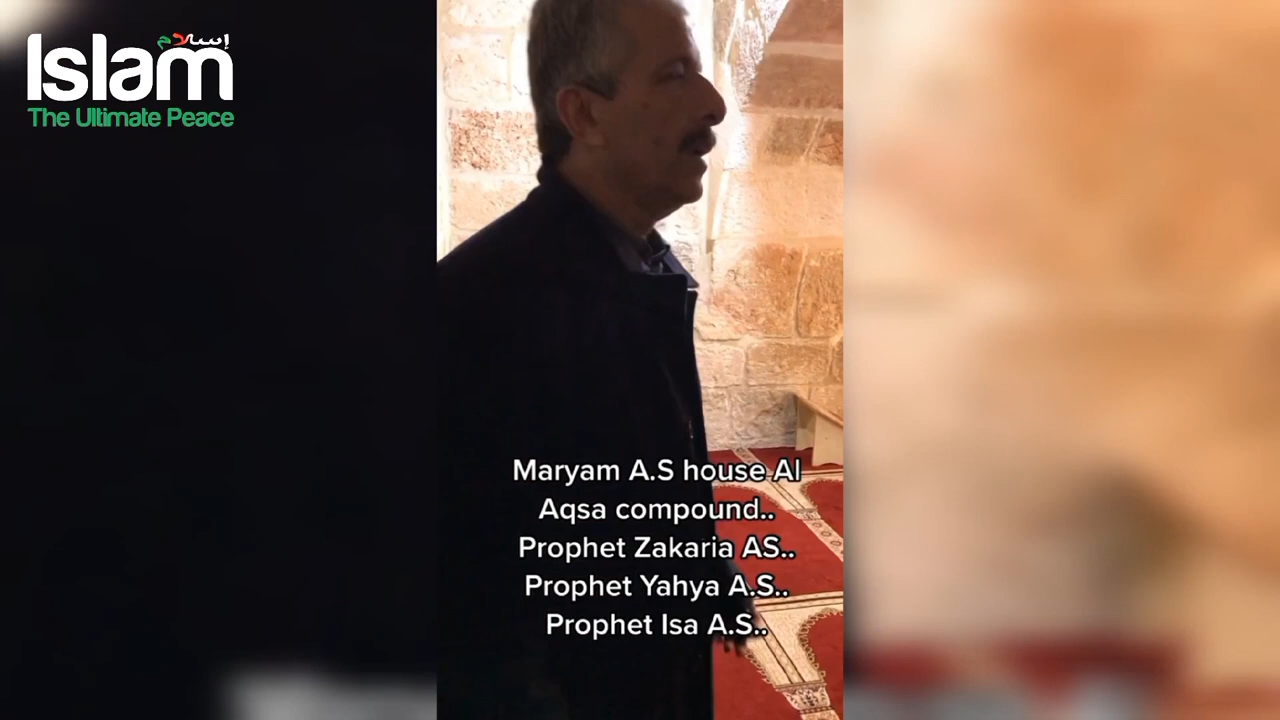 إسلام
Islam
The Ultimate Peace
Maryam A.S house Al
Aqsa compound..
Prophet Zakaria AS..
Prophet Yahya A.S..
Prophet Isa A.S..